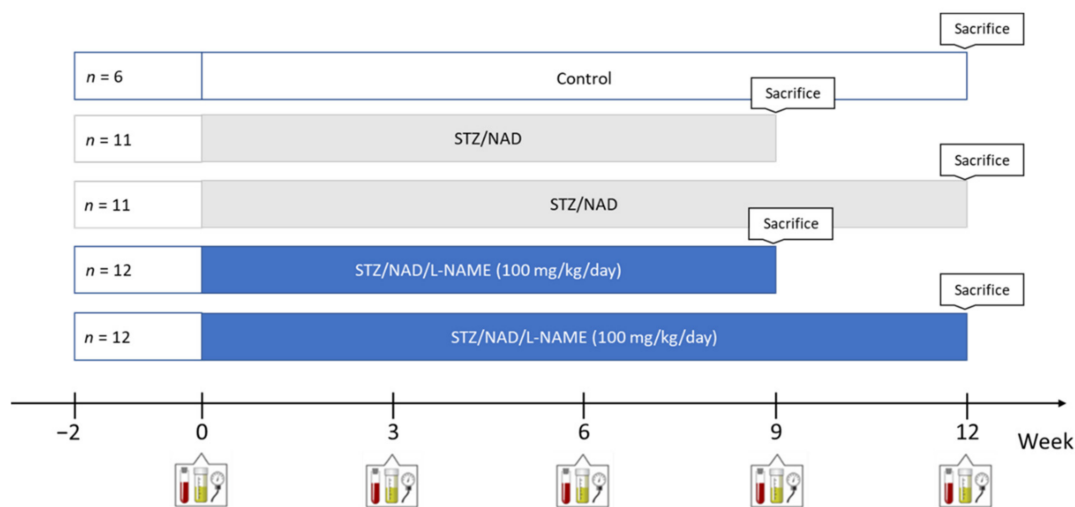 Sacrifice
n = 6
Control
Sacrifice
n = 11
STZ/NAD
Sacrifice
n = 11
STZ/NAD
Sacrifice
n = 12
STZ/NAD/L-NAME (100 mg/kg/day)
Sacrifice
n = 12
STZ/NAD/L-NAME (100 mg/kg/day)
−2 0 3 6 9 12 Week